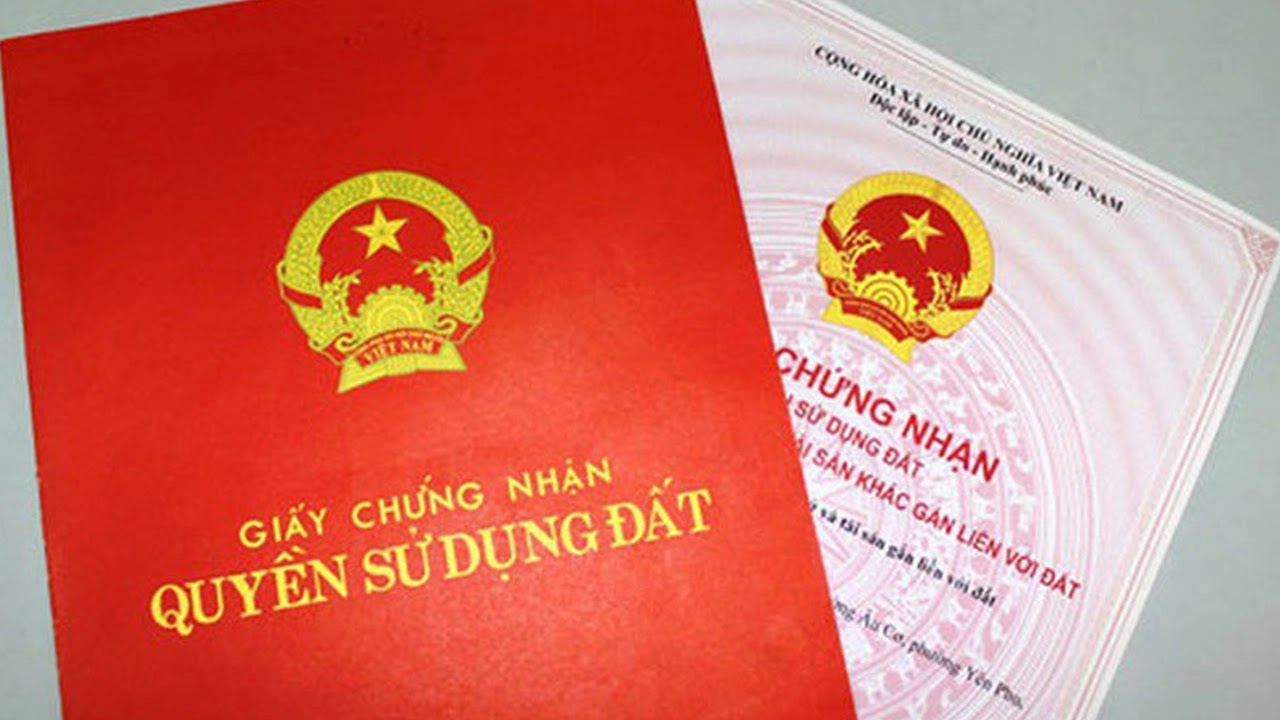 VIỆT NAM
GIẤY CHỨNG NHẬN
QUYỀN SỬ DỤNG ĐẤT
CỘNG HÒA XÃ HỘI CHỦ NGHĨA VIỆT NAM
Độc lập - Tự do - Hạnh phúc
CHỨNG NHẬN
SỬ DỤNG ĐẤT
SẢN KHÁC GẮN LIỀN VỚI ĐẤT
và tài sản gắn liền với đất
Âu Cơ, phường Yên Phụ,